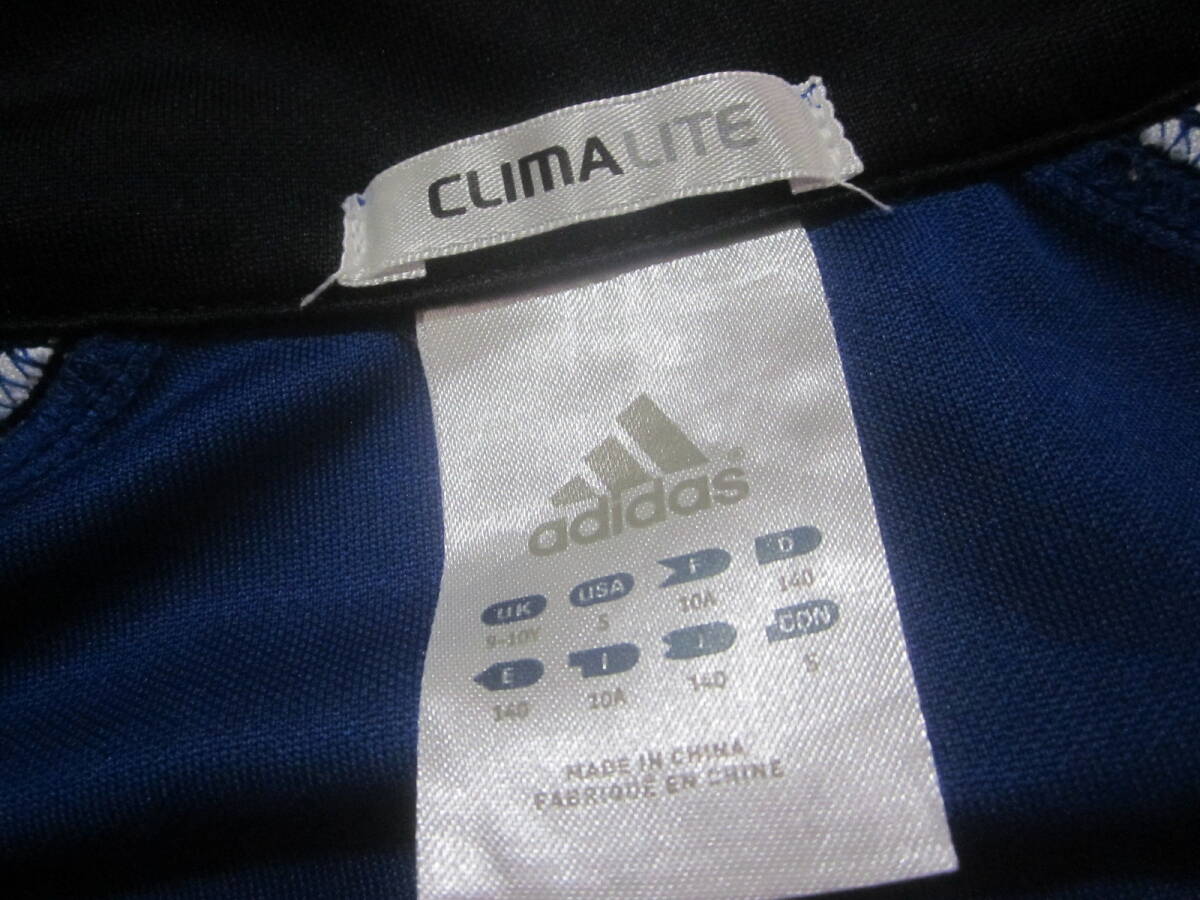 CLIMALITE
adidas®
UK USA F D
9-10Y S 10A 140
E I J CDN
140 10A 140 S
MADE IN CHINA
FABRIQUÉ EN CHINE